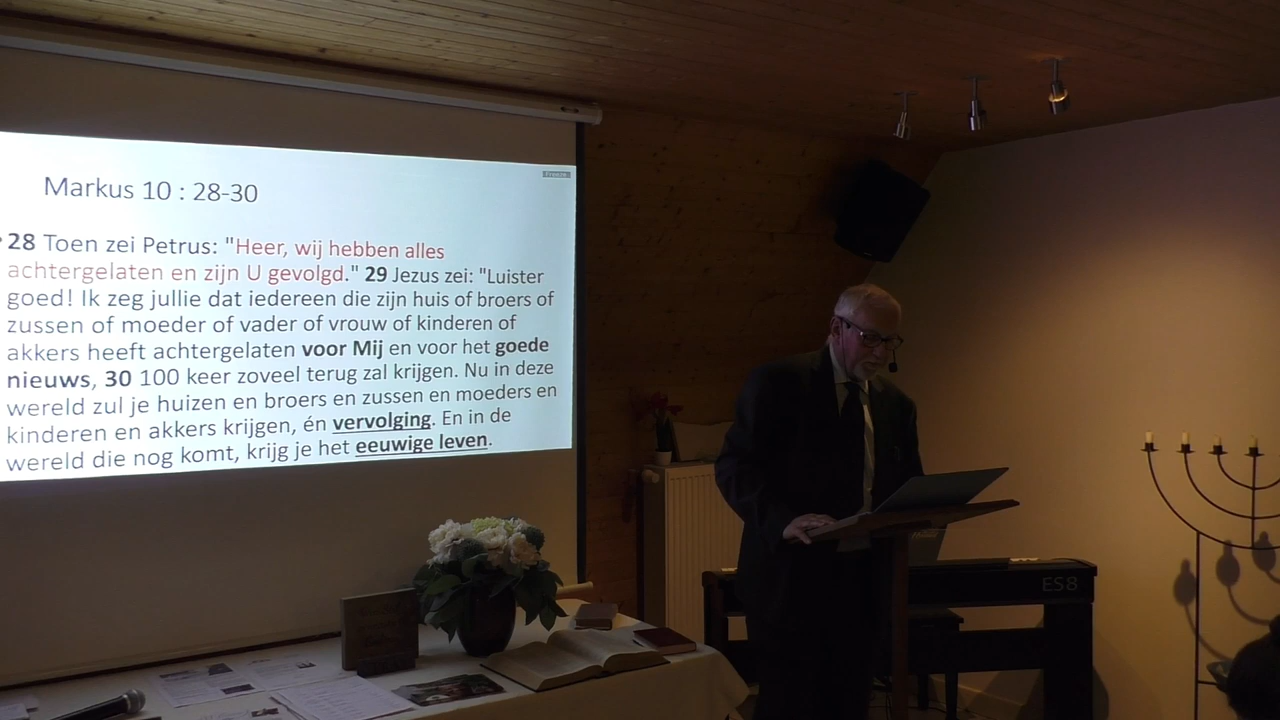 Freeze
Markus 10 : 28-30
28 Toen zei Petrus: "Heer, wij hebben alles
achtergelaten en zijn U gevolgd." 29 Jezus zei: "Luister
goed! Ik zeg jullie dat iedereen die zijn huis of broers of
zussen of moeder of vader of vrouw of kinderen of
akkers heeft achtergelaten voor Mij en voor het goede
nieuws, 30 100 keer zoveel terug zal krijgen. Nu in deze
wereld zul je huizen en broers en zussen en moeders en
kinderen en akkers krijgen, én vervolging. En in de
wereld die nog komt, krijg je het eeuwige leven.
ES8